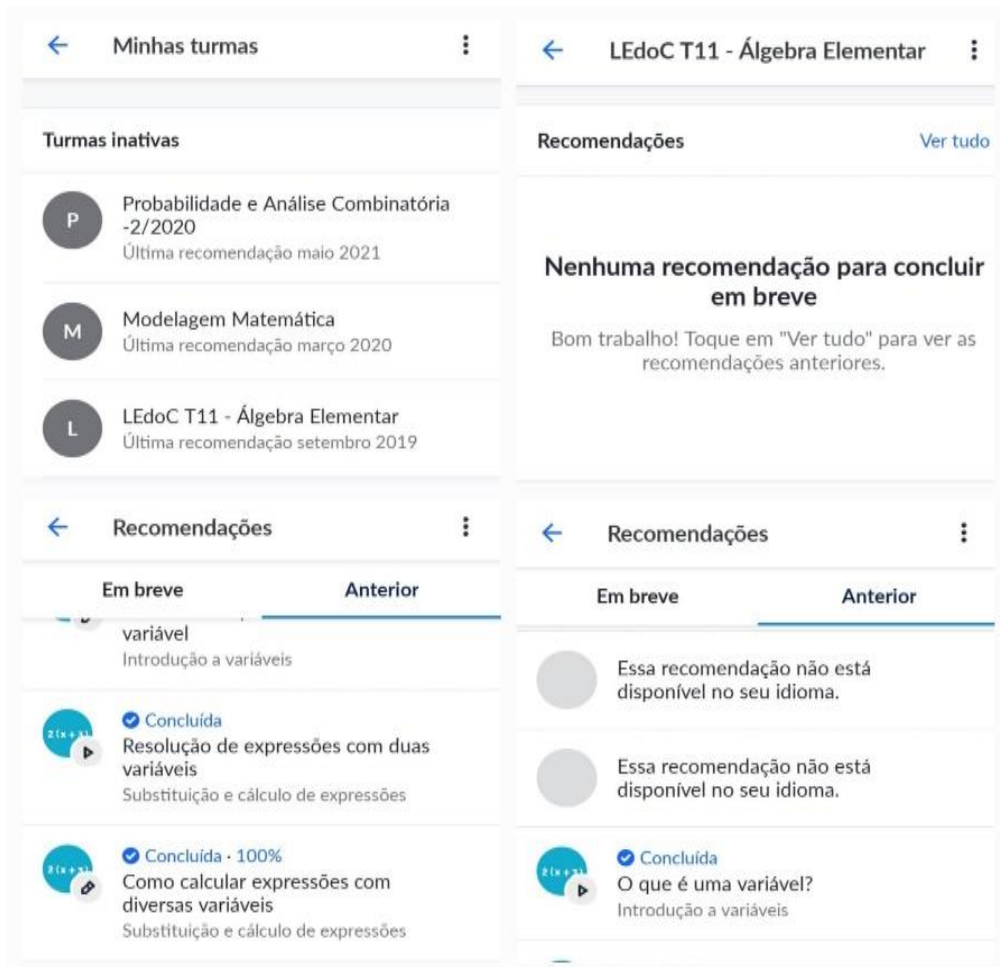 Minhas turmas
Turmas inativas
P
Probabilidade e Análise Combinatória
-2/2020
Última recomendação maio 2021
M
Modelagem Matemática
Última recomendação março 2020
L
LEdoC T11 - Álgebra Elementar
Última recomendação setembro 2019
LEdoC T11 - Álgebra Elementar
Recomendações
Ver tudo
Nenhuma recomendação para concluir
em breve
Bom trabalho! Toque em "Ver tudo" para ver as
recomendações anteriores.
Recomendações
Em breve
Anterior
variável
Introdução a variáveis
Concluída
Resolução de expressões com duas
variáveis
Substituição e cálculo de expressões
Concluída · 100%
Como calcular expressões com
diversas variáveis
Substituição e cálculo de expressões
Recomendações
Em breve
Anterior
Essa recomendação não está
disponível no seu idioma.
Essa recomendação não está
disponível no seu idioma.
Concluída
O que é uma variável?
Introdução a variáveis